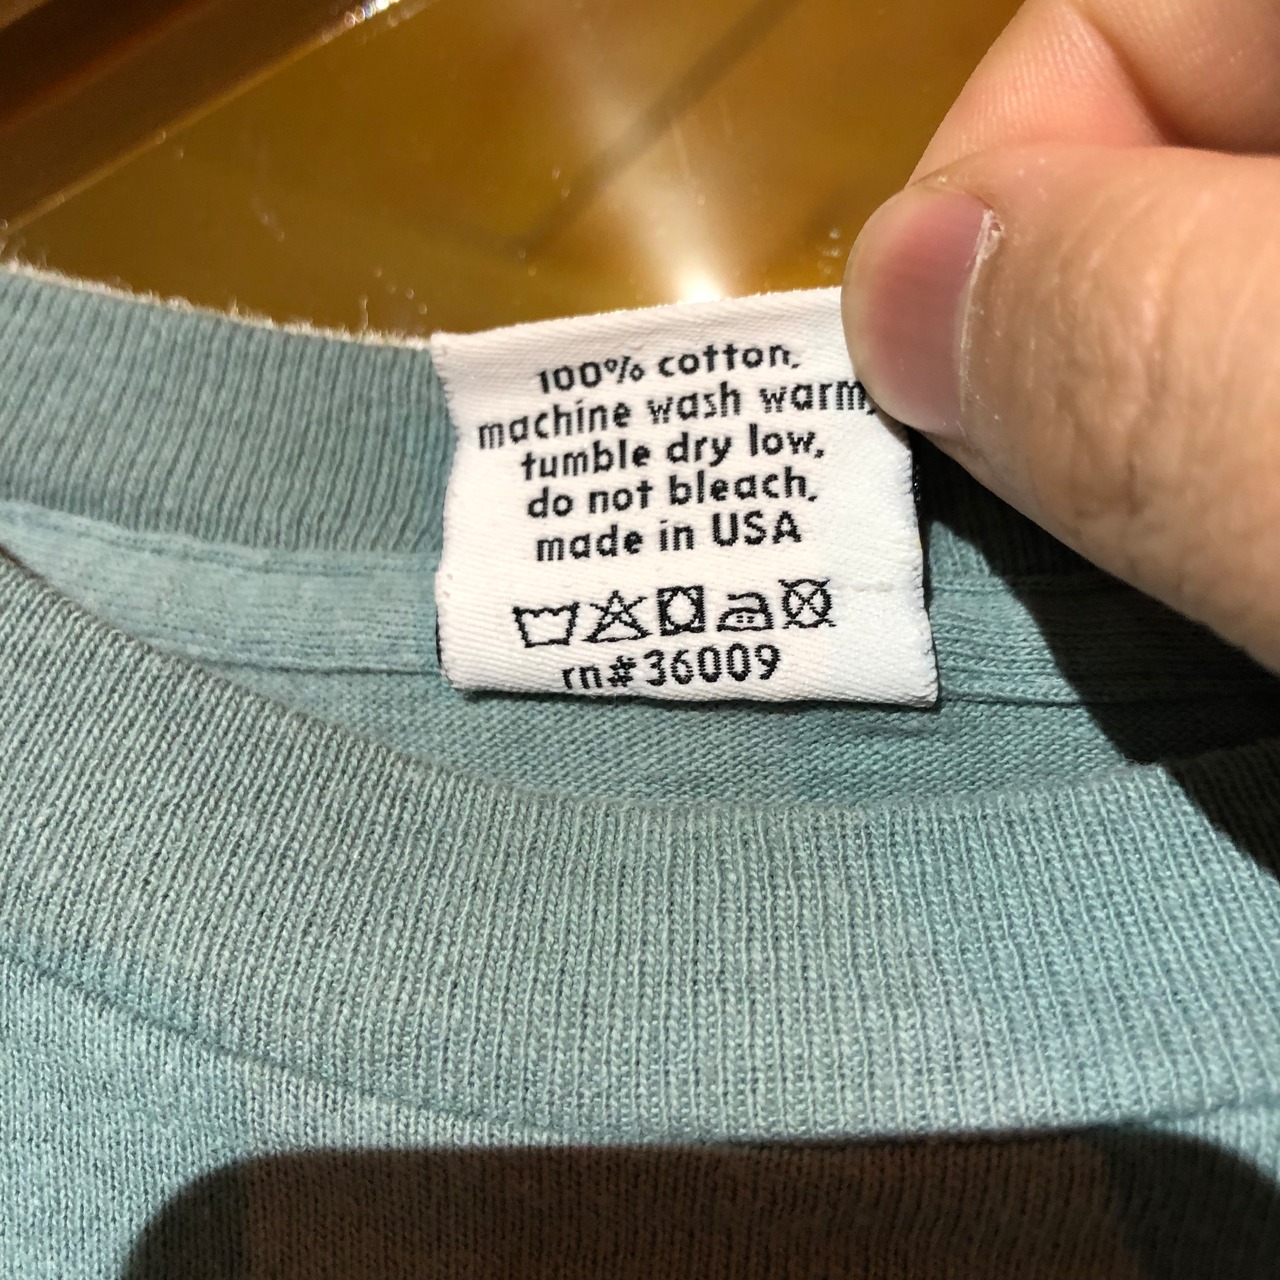 100% cotton,
machine wash warm,
tumble dry low,
do not bleach.
made in USA
rn#36009